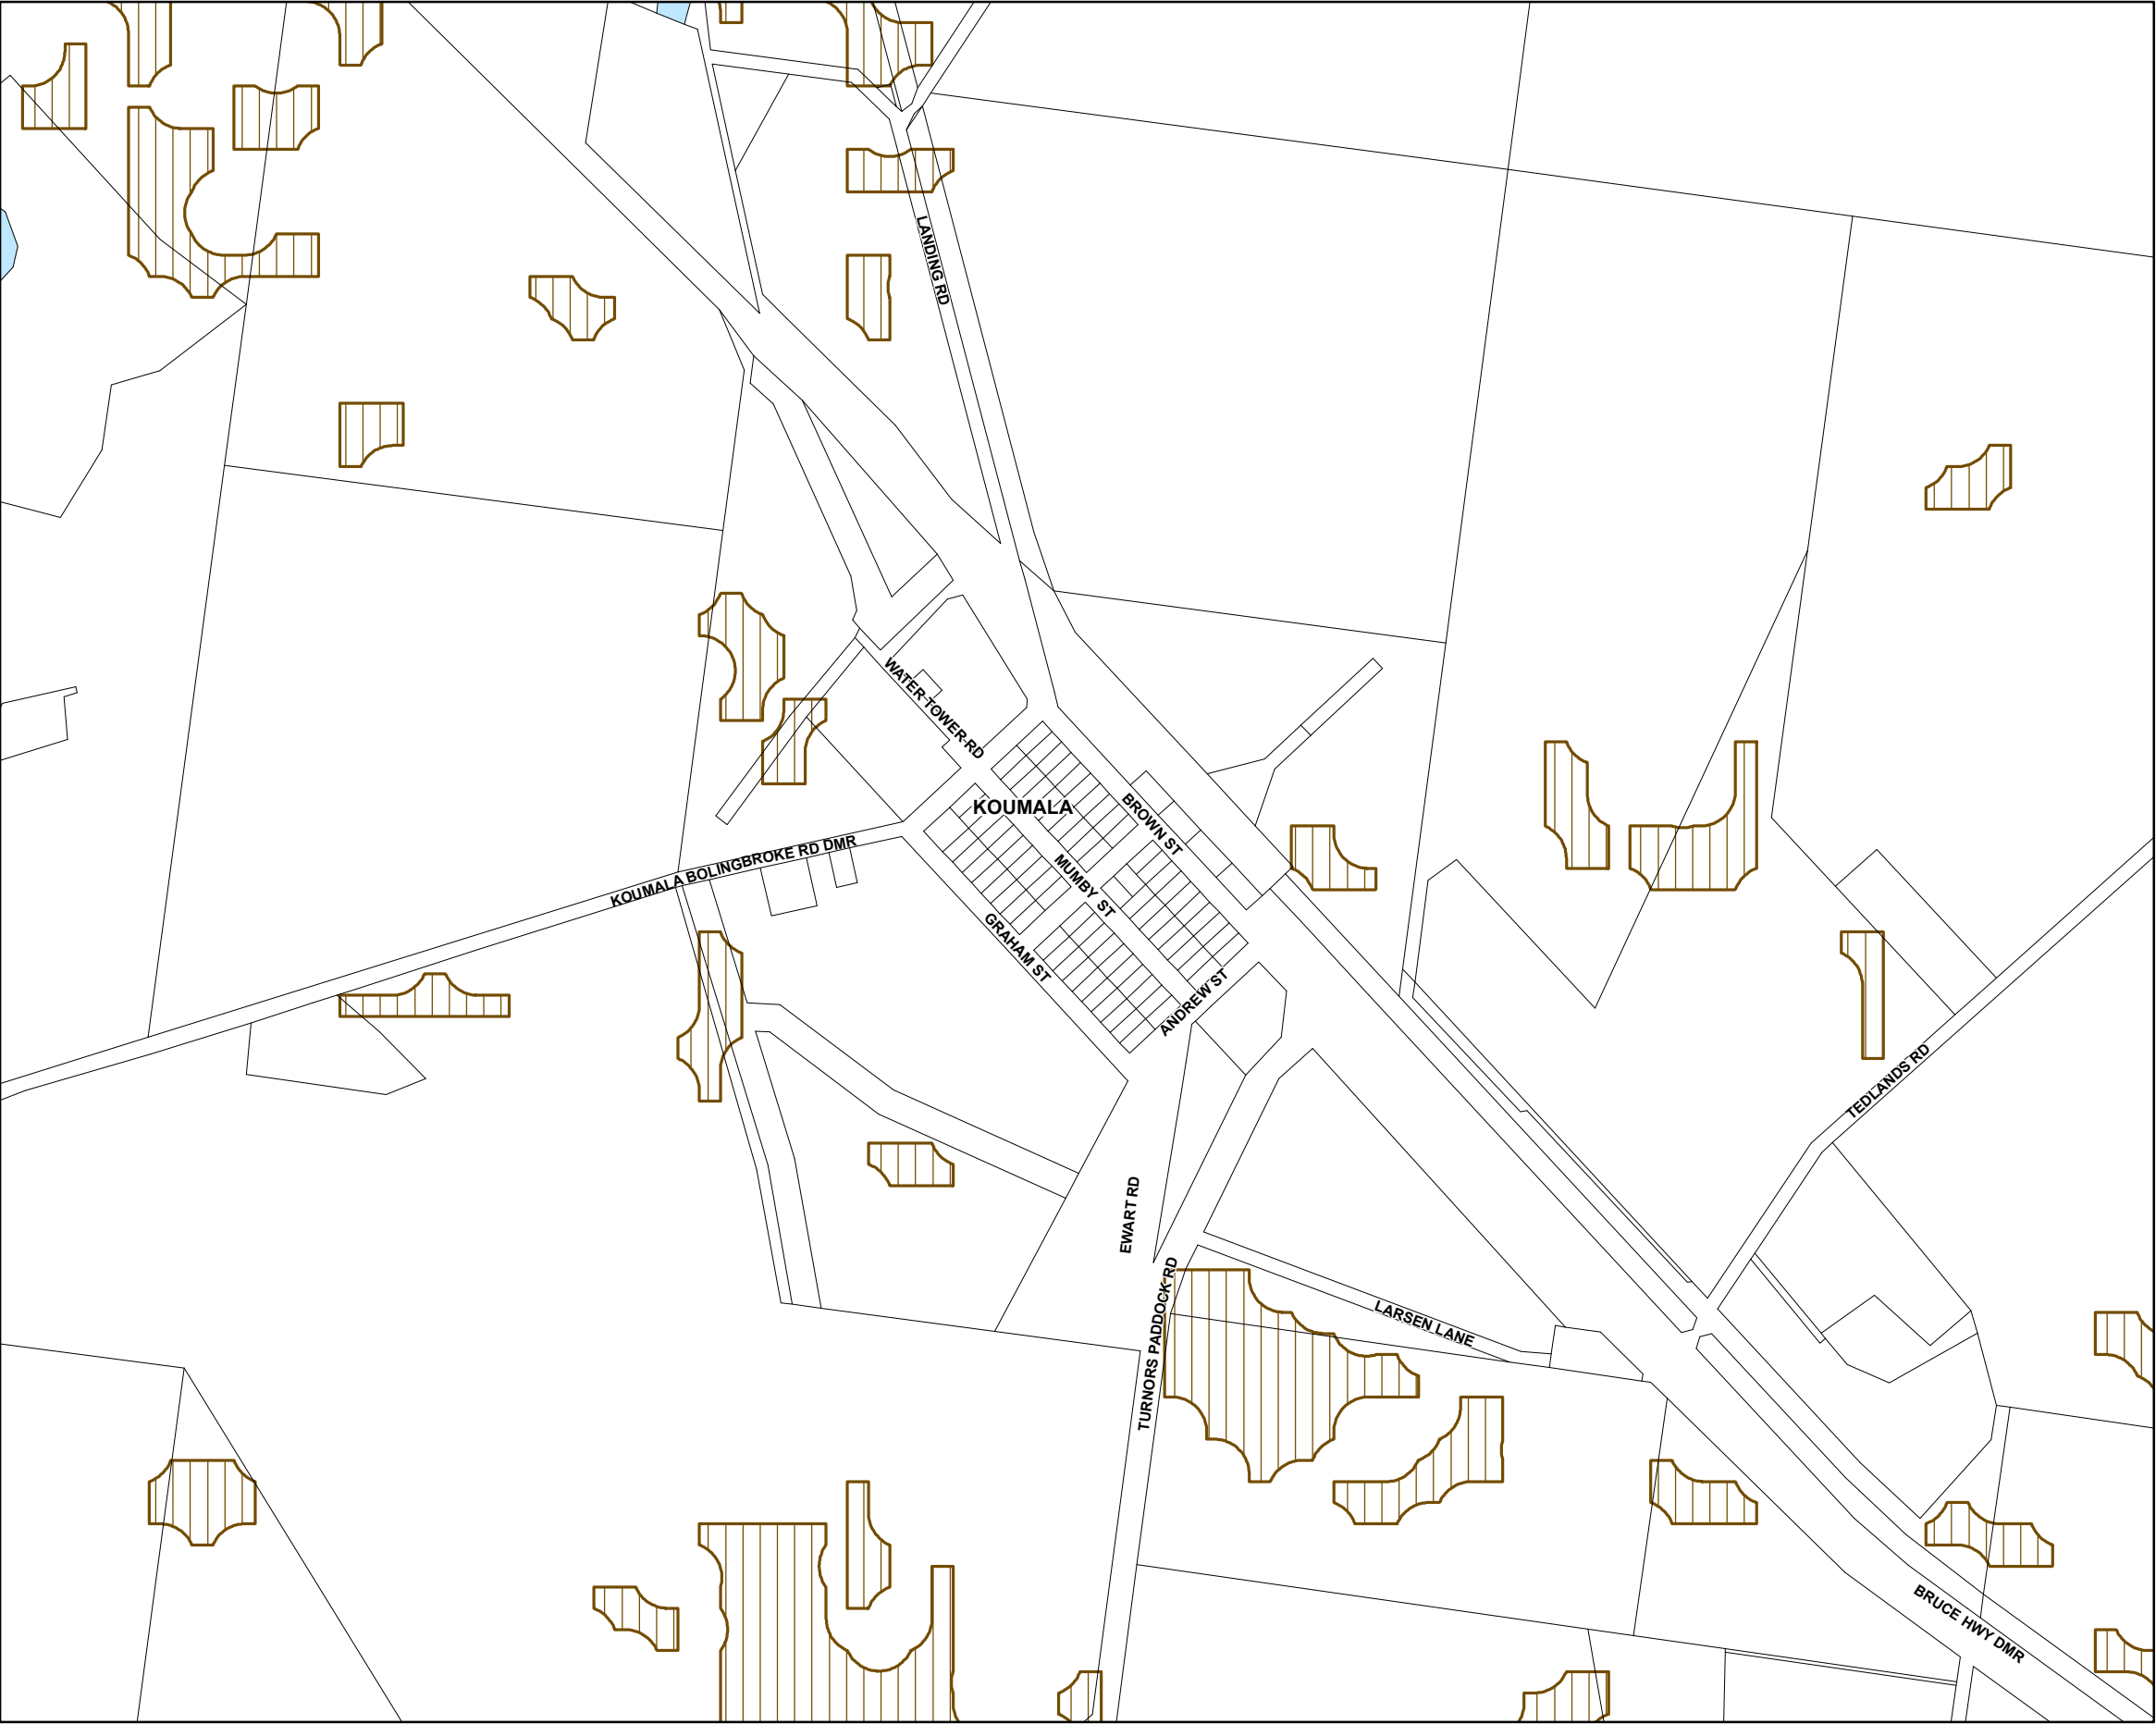 LANDING RD
WATER TOWER RD
KOUMALA
BROWN ST
KOUMALA BOLINGBROKE RD DMR
MUMBY ST
GRAHAM ST
ANDREW ST
TEDLANDS RD
EWART RD
TURNORS PADDOCK RD
LARSEN LANE
BRUCE HWY DMR